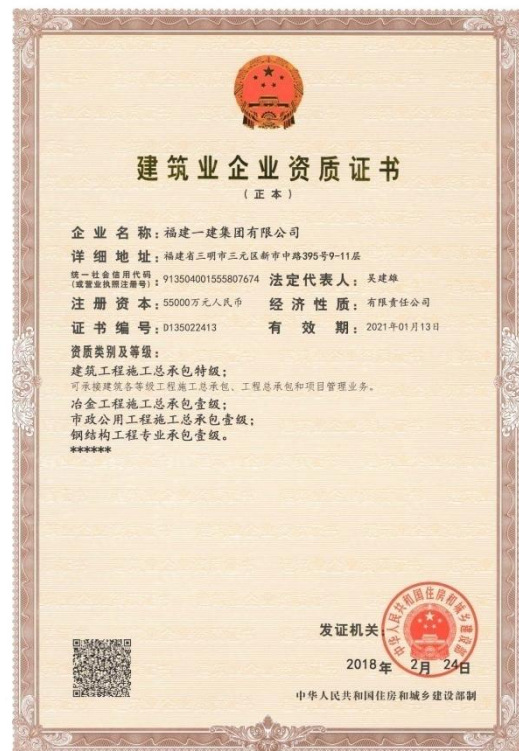 建筑业企业资质证书
（正本）
企业名称：福建一建集团有限公司
详细地址：福建省三明市三元区新市中路395号9-11层
统一社会信用代码
（或营业执照注册号）：913504001555807674 法定代表人：吴建雄
注册资本：55000万元人民币 经济性质：有限责任公司
证书编号：D135022413 有效期：2021年01月13日
资质类别及等级：
建筑工程施工总承包特级；
可承接建筑各等级工程施工总承包、工程总承包和项目管理业务。
冶金工程施工总承包壹级；
市政公用工程施工总承包壹级；
钢结构工程专业承包壹级。
******
发证机关：
中华人民共和国住房和城乡建设部
2018年 2月 24日
中华人民共和国住房和城乡建设部制